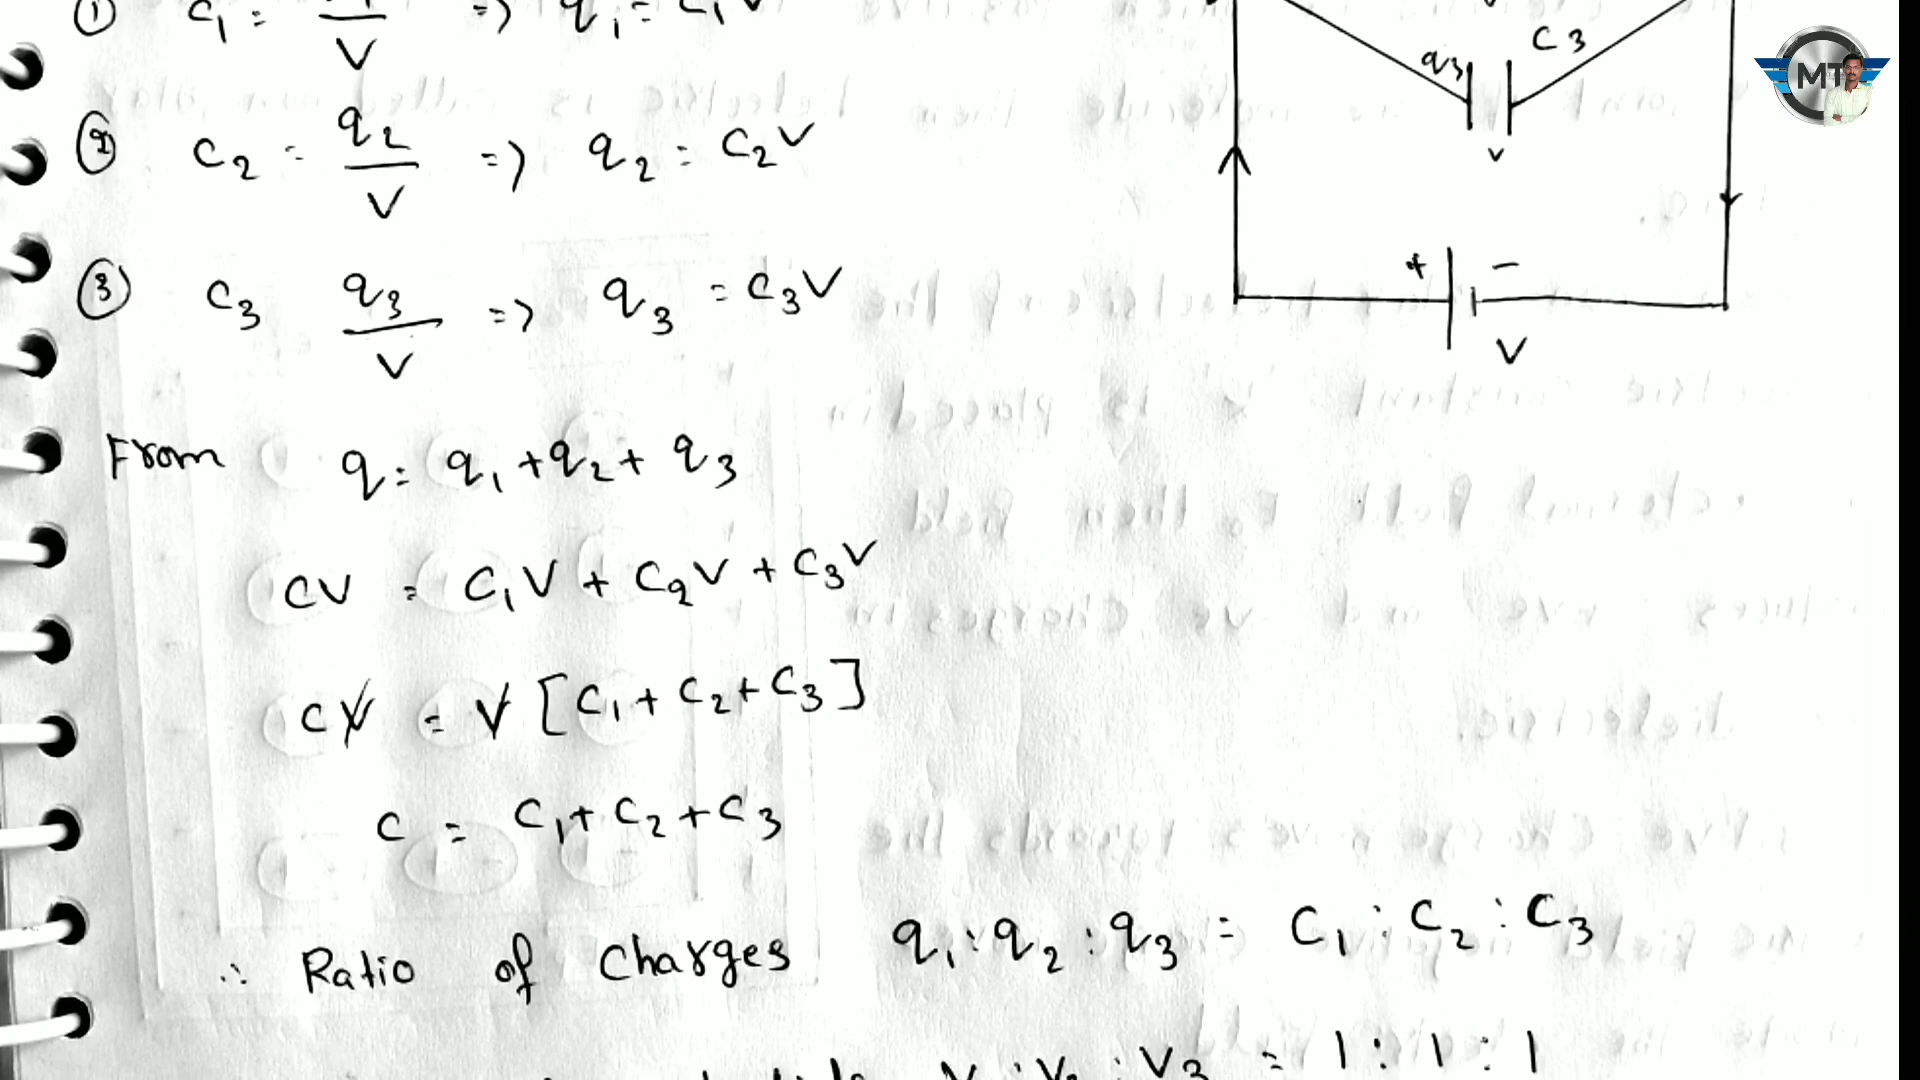 ① C₁ = V => q₁ = C₁V
② C₂ = q₂/V => q₂ = C₂V
③ C₃ q₃/V => q₃ = C₃V
From q = q₁ + q₂ + q₃
CV = C₁V + C₂V + C₃V
CV = V [C₁ + C₂ + C₃]
C = C₁ + C₂ + C₃
∴ Ratio of Charges q₁ : q₂ : q₃ = C₁ : C₂ : C₃
V₃ = 1 : 1 : 1
q₃ C₃
V
+ −
V
MT